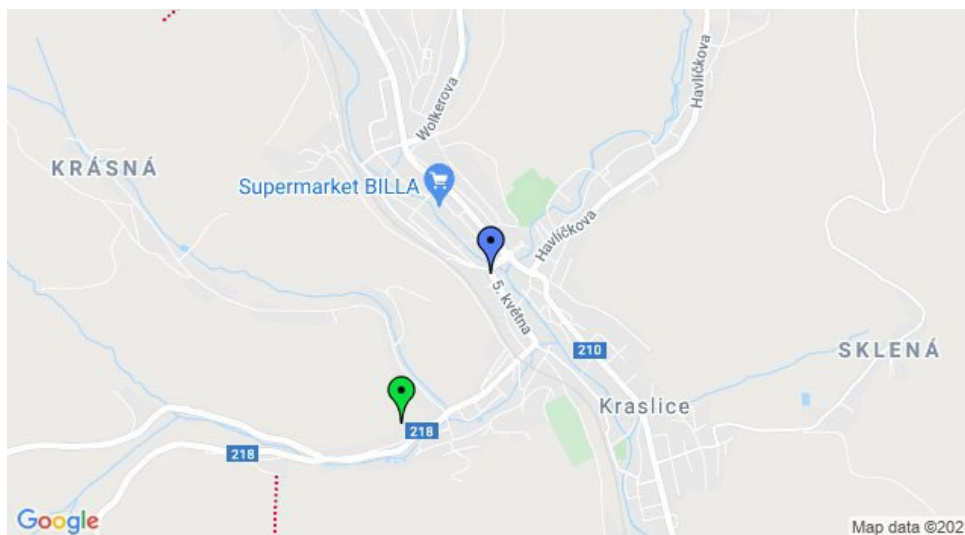 Wolkerova
Havlíčkova
KRÁSNÁ
Supermarket BILLA
Havlíčkova
5. května
210
SKLENÁ
Kraslice
218
218
Google
Map data ©202